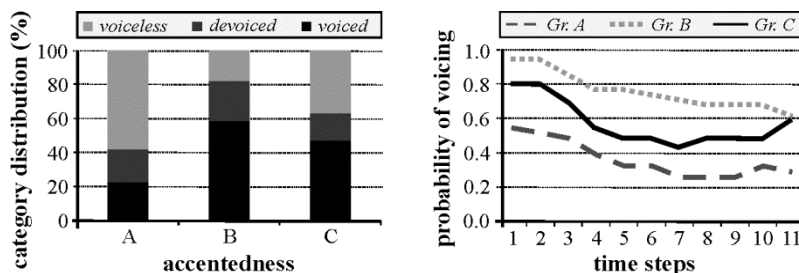 voiceless devoiced voiced
category distribution (%)
100
80
60
40
20
0
A B C
accentedness
Gr. A Gr. B Gr. C
probability of voicing
1.0
0.8
0.6
0.4
0.2
0.0
1 2 3 4 5 6 7 8 9 10 11
time steps